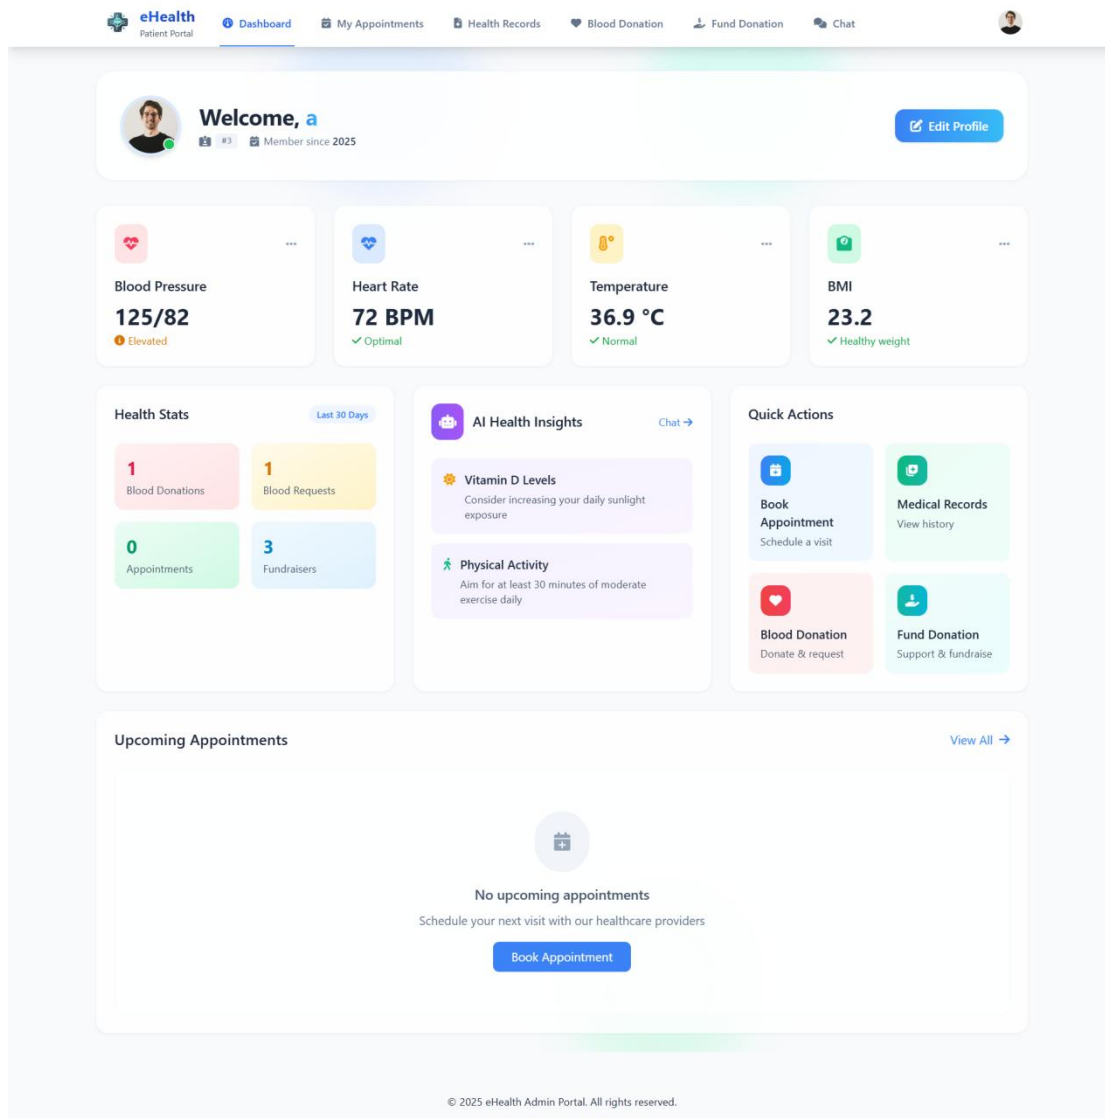 eHealth
Patient Portal
Dashboard
My Appointments
Health Records
Blood Donation
Fund Donation
Chat
Welcome, a
#3 Member since 2025
Edit Profile
Blood Pressure
125/82
Elevated
Heart Rate
72 BPM
Optimal
Temperature
36.9 °C
Normal
BMI
23.2
Healthy weight
Health Stats
Last 30 Days
1
Blood Donations
1
Blood Requests
0
Appointments
3
Fundraisers
AI Health Insights
Chat →
Vitamin D Levels
Consider increasing your daily sunlight
exposure
Physical Activity
Aim for at least 30 minutes of moderate
exercise daily
Quick Actions
Book
Appointment
Schedule a visit
Medical Records
View history
Blood Donation
Donate & request
Fund Donation
Support & fundraise
Upcoming Appointments
View All →
No upcoming appointments
Schedule your next visit with our healthcare providers
Book Appointment
© 2025 eHealth Admin Portal. All rights reserved.